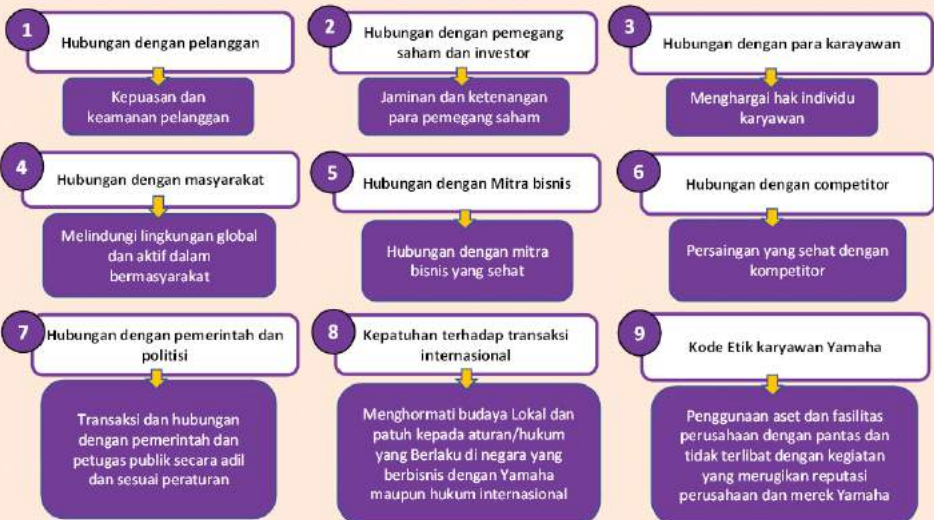 1
Hubungan dengan pelanggan
Kepuasan dan
keamanan pelanggan
2
Hubungan dengan pemegang
saham dan investor
Jaminan dan ketenangan
para pemegang saham
3
Hubungan dengan para karayawan
Menghargai hak individu
karyawan
4
Hubungan dengan masyarakat
Melindungi lingkungan global
dan aktif dalam
bermasyarakat
5
Hubungan dengan Mitra bisnis
Hubungan dengan mitra
bisnis yang sehat
6
Hubungan dengan competitor
Persaingan yang sehat dengan
kompetitor
7
Hubungan dengan pemerintah dan
politisi
Transaksi dan hubungan
dengan pemerintah dan
petugas publik secara adil
dan sesuai peraturan
8
Kepatuhan terhadap transaksi
internasional
Menghormati budaya Lokal dan
patuh kepada aturan/hukum
yang Berlaku di negara yang
berbisnis dengan Yamaha
maupun hukum internasional
9
Kode Etik karyawan Yamaha
Penggunaan aset dan fasilitas
perusahaan dengan pantas dan
tidak terlibat dengan kegiatan
yang merugikan reputasi
perusahaan dan merek Yamaha